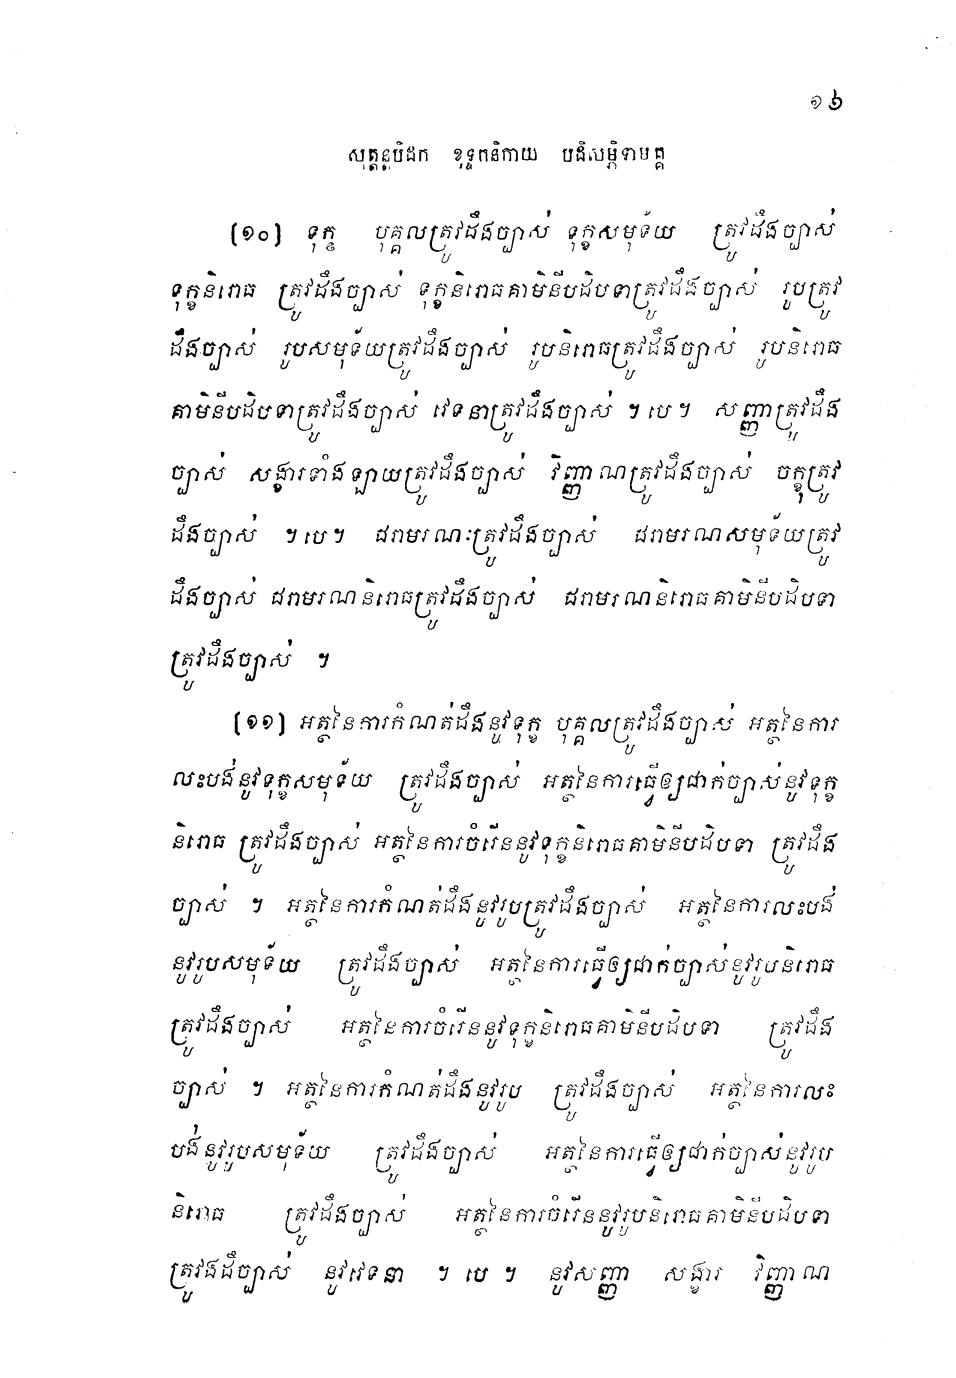 ១៦
សុត្តន្តបិដក ខុទ្ទកនិកាយ បដិសម្ភិទាមគ្គ
(១០) ទុក្ខ បុគ្គលត្រូវដឹងច្បាស់ ទុក្ខសមុទ័យ ត្រូវដឹងច្បាស់
ទុក្ខនិរោធ ត្រូវដឹងច្បាស់ ទុក្ខនិរោធគាមិនីបដិបទាត្រូវដឹងច្បាស់ រូបត្រូវ
ដឹងច្បាស់ រូបសមុទ័យត្រូវដឹងច្បាស់ រូបនិរោធត្រូវដឹងច្បាស់ រូបនិរោធ
គាមិនីបដិបទាត្រូវដឹងច្បាស់ វេទនាត្រូវដឹងច្បាស់ ។ បេ ។ សញ្ញាត្រូវដឹង
ច្បាស់ សង្ខារទាំងឡាយត្រូវដឹងច្បាស់ វិញ្ញាណត្រូវដឹងច្បាស់ ចក្ខុត្រូវ
ដឹងច្បាស់ ។ បេ ។ ជរាមរណៈត្រូវដឹងច្បាស់ ជរាមរណសមុទ័យត្រូវ
ដឹងច្បាស់ ជរាមរណនិរោធត្រូវដឹងច្បាស់ ជរាមរណនិរោធគាមិនីបដិបទា
ត្រូវដឹងច្បាស់ ។
(១១) អត្ថនៃការកំណត់ដឹងនូវទុក្ខ បុគ្គលត្រូវដឹងច្បាស់ អត្ថនៃការ
លះបង់នូវទុក្ខសមុទ័យ ត្រូវដឹងច្បាស់ អត្ថនៃការធ្វើឲ្យជាក់ច្បាស់នូវទុក្ខ
និរោធ ត្រូវដឹងច្បាស់ អត្ថនៃការចំរើននូវទុក្ខនិរោធគាមិនីបដិបទា ត្រូវដឹង
ច្បាស់ ។ អត្ថនៃការកំណត់ដឹងនូវរូបត្រូវដឹងច្បាស់ អត្ថនៃការលះបង់
នូវរូបសមុទ័យ ត្រូវដឹងច្បាស់ អត្ថនៃការធ្វើឲ្យជាក់ច្បាស់នូវរូបនិរោធ
ត្រូវដឹងច្បាស់ អត្ថនៃការចំរើននូវទុក្ខនិរោធគាមិនីបដិបទា ត្រូវដឹង
ច្បាស់ ។ អត្ថនៃការកំណត់ដឹងនូវរូប ត្រូវដឹងច្បាស់ អត្ថនៃការលះ
បង់នូវរូបសមុទ័យ ត្រូវដឹងច្បាស់ អត្ថនៃការធ្វើឲ្យជាក់ច្បាស់នូវរូប
និរោធ ត្រូវដឹងច្បាស់ អត្ថនៃការចំរើននូវរូបនិរោធគាមិនីបដិបទា
ត្រូវងដឹច្បាស់ នូវវេទនា ។ បេ ។ នូវសញ្ញា សង្ខារ វិញ្ញាណ